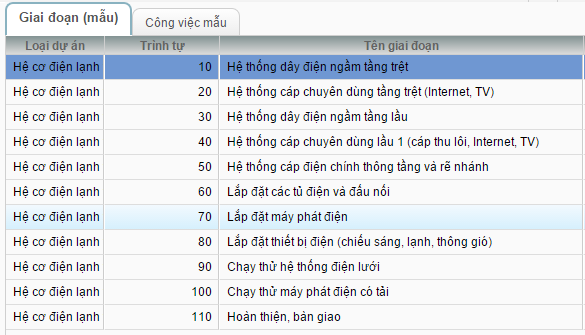 Giai đoạn (mẫu) Công việc mẫu
Loại dự án Trình tự Tên giai đoạn
Hệ cơ điện lạnh 10 Hệ thống dây điện ngầm tầng trệt
Hệ cơ điện lạnh 20 Hệ thống cáp chuyên dùng tầng trệt (Internet, TV)
Hệ cơ điện lạnh 30 Hệ thống dây điện ngầm tầng lầu
Hệ cơ điện lạnh 40 Hệ thống cáp chuyên dùng lầu 1 (cáp thu lôi, Internet, TV)
Hệ cơ điện lạnh 50 Hệ thống cáp điện chính thông tầng và rẽ nhánh
Hệ cơ điện lạnh 60 Lắp đặt các tủ điện và đấu nối
Hệ cơ điện lạnh 70 Lắp đặt máy phát điện
Hệ cơ điện lạnh 80 Lắp đặt thiết bị điện (chiếu sáng, lạnh, thông gió)
Hệ cơ điện lạnh 90 Chạy thử hệ thống điện lưới
Hệ cơ điện lạnh 100 Chạy thử máy phát điện có tải
Hệ cơ điện lạnh 110 Hoàn thiện, bàn giao